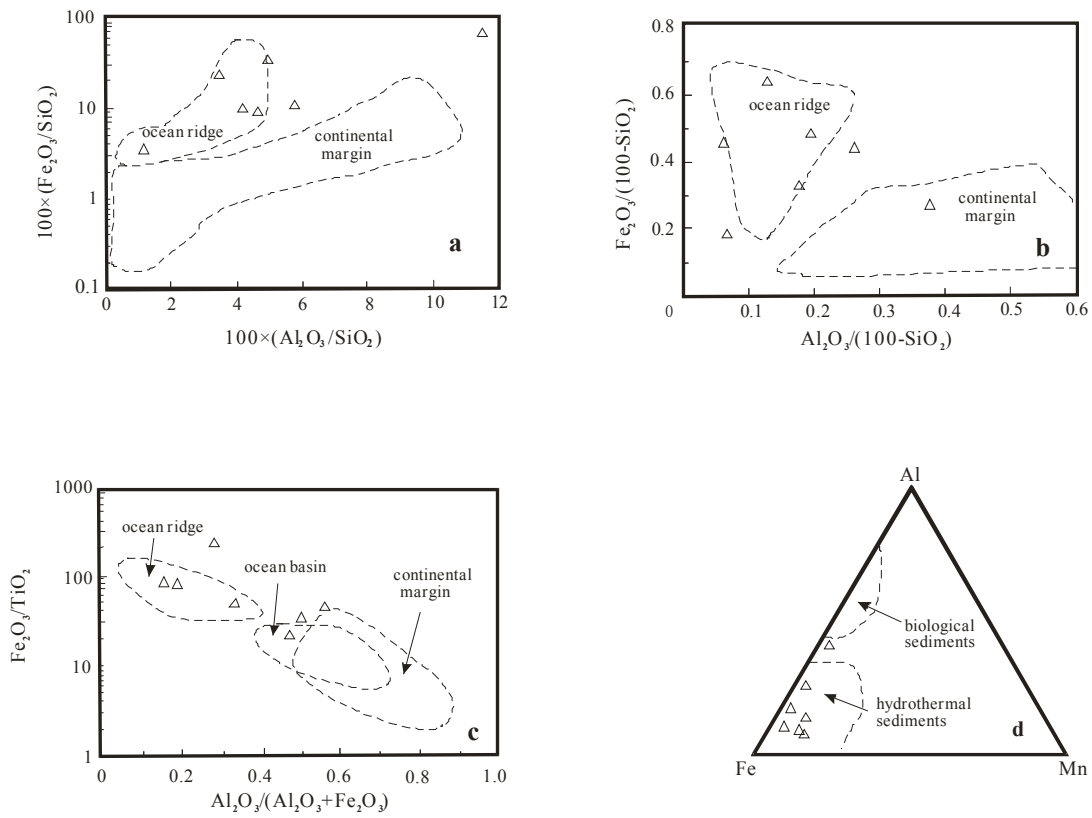 100
10
1
0.1
100×(Fe₂O₃/SiO₂)
ocean ridge
continental
margin
a
0 2 4 6 8 10 12
100×(Al₂O₃/SiO₂)
0.8
0.6
0.4
0.2
0
Fe₂O₃/(100-SiO₂)
ocean ridge
continental
margin
b
0.1 0.2 0.3 0.4 0.5 0.6
Al₂O₃/(100-SiO₂)
1000
100
10
1
Fe₂O₃/TiO₂
ocean ridge
ocean basin
continental
margin
c
0 0.2 0.4 0.6 0.8 1.0
Al₂O₃/(Al₂O₃+Fe₂O₃)
Al
biological
sediments
hydrothermal
sediments
d
Fe Mn